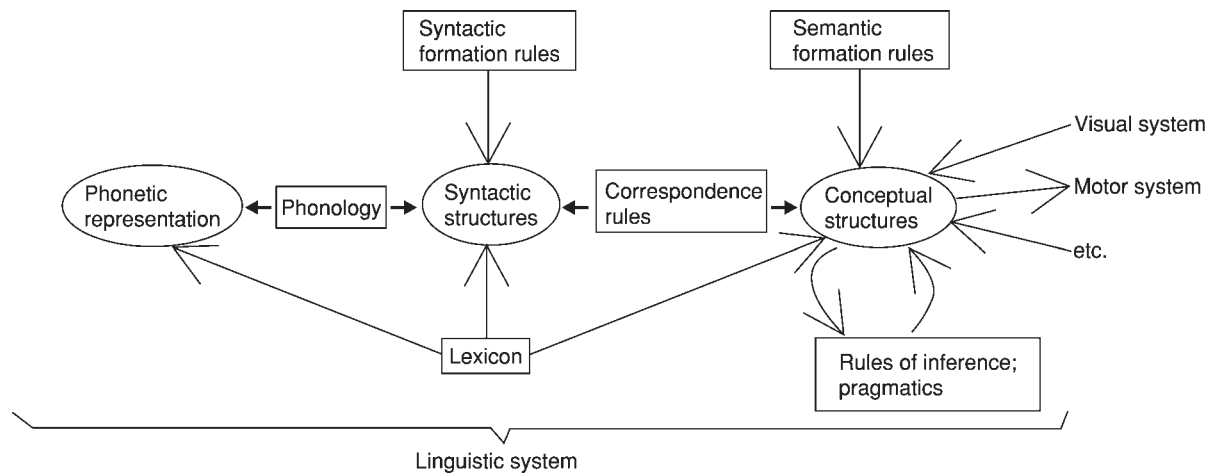 Syntactic
formation rules
Semantic
formation rules
Visual system
Phonetic
representation
Phonology
Syntactic
structures
Correspondence
rules
Conceptual
structures
Motor system
etc.
Lexicon
Rules of inference;
pragmatics
Linguistic system